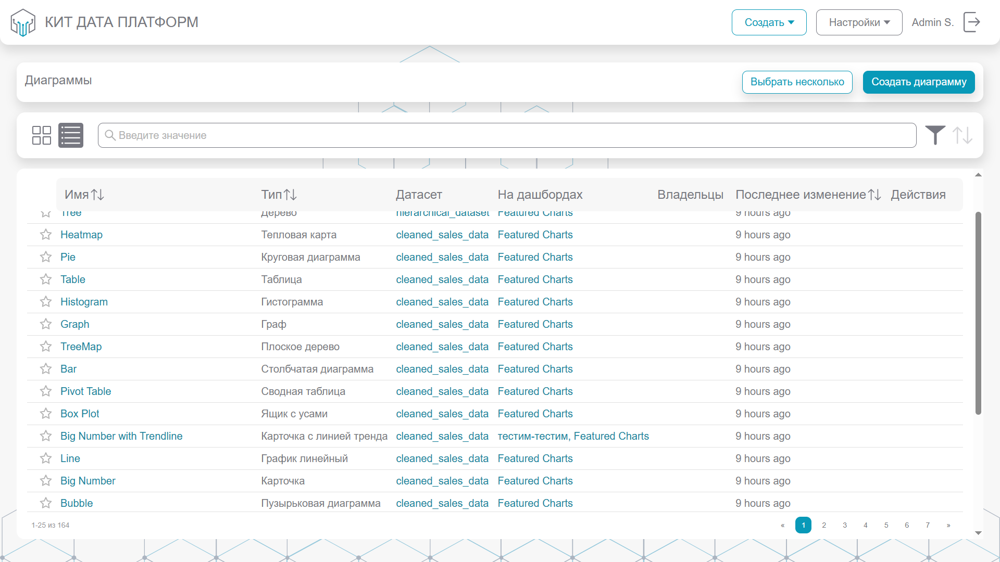 КИТ ДАТА ПЛАТФОРМ
Создать
Настройки
Admin S.
Диаграммы
Выбрать несколько
Создать диаграмму
Введите значение
Имя Тип Датасет На дашбордах Владельцы Последнее изменение Действия
Tree Дерево hierarchical_dataset Featured Charts 9 hours ago
Heatmap Тепловая карта cleaned_sales_data Featured Charts 9 hours ago
Pie Круговая диаграмма cleaned_sales_data Featured Charts 9 hours ago
Table Таблица cleaned_sales_data Featured Charts 9 hours ago
Histogram Гистограмма cleaned_sales_data Featured Charts 9 hours ago
Graph Граф cleaned_sales_data Featured Charts 9 hours ago
TreeMap Плоское дерево cleaned_sales_data Featured Charts 9 hours ago
Bar Столбчатая диаграмма cleaned_sales_data Featured Charts 9 hours ago
Pivot Table Сводная таблица cleaned_sales_data Featured Charts 9 hours ago
Box Plot Ящик с усами cleaned_sales_data Featured Charts 9 hours ago
Big Number with Trendline Карточка с линией тренда cleaned_sales_data тестим-тестим, Featured Charts 9 hours ago
Line График линейный cleaned_sales_data Featured Charts 9 hours ago
Big Number Карточка cleaned_sales_data Featured Charts 9 hours ago
Bubble Пузырьковая диаграмма cleaned_sales_data Featured Charts 9 hours ago
1-25 из 164
« 1 2 3 4 5 6 7 »